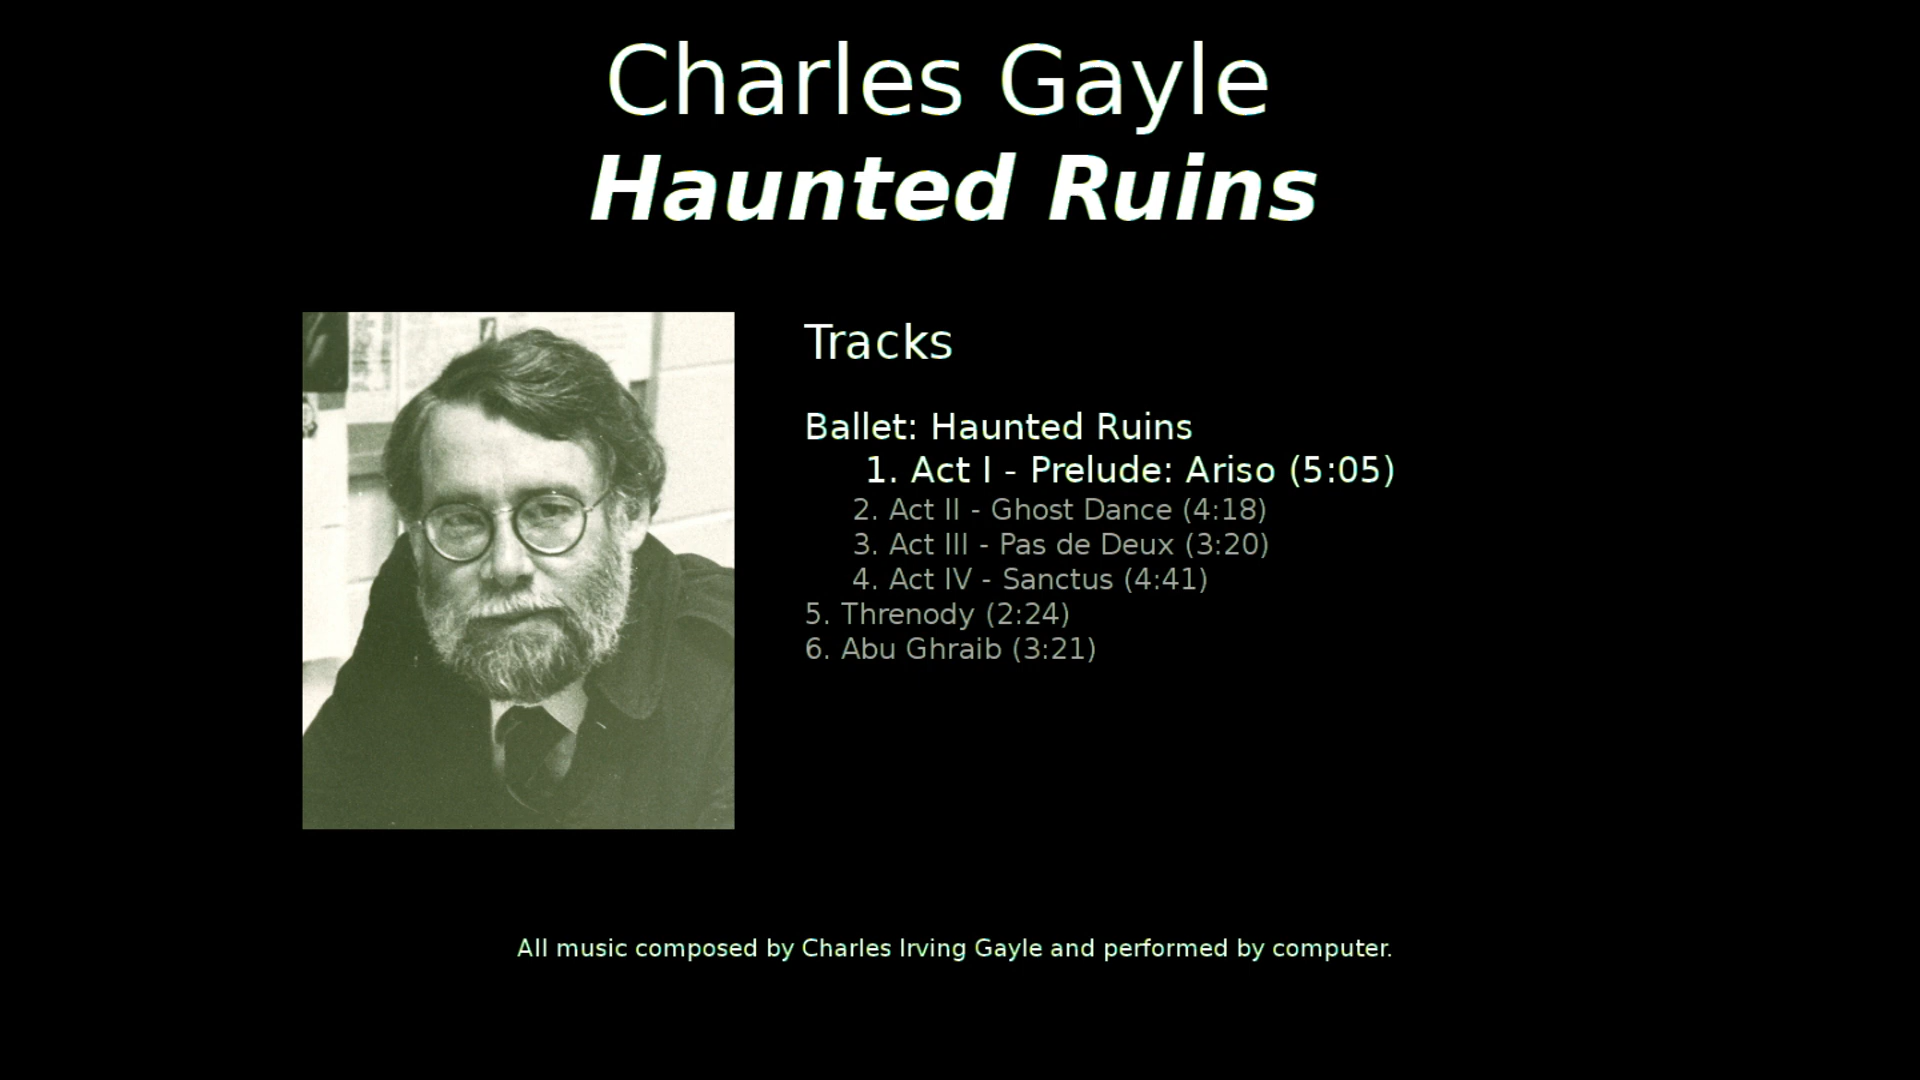 Charles Gayle
Haunted Ruins
Tracks
Ballet: Haunted Ruins
1. Act I - Prelude: Ariso (5:05)
2. Act II - Ghost Dance (4:18)
3. Act III - Pas de Deux (3:20)
4. Act IV - Sanctus (4:41)
5. Threnody (2:24)
6. Abu Ghraib (3:21)
All music composed by Charles Irving Gayle and performed by computer.